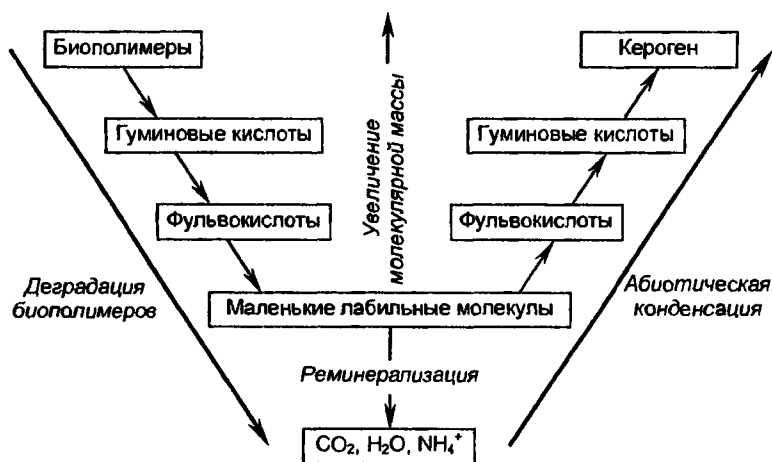 Биополимеры
Кероген
Увеличение
молекулярной массы
Гуминовые кислоты
Гуминовые кислоты
Фульвокислоты
Фульвокислоты
Деградация
биополимеров
Маленькие лабильные молекулы
Абиотическая
конденсация
Реминерализация
CO₂, H₂O, NH₄⁺